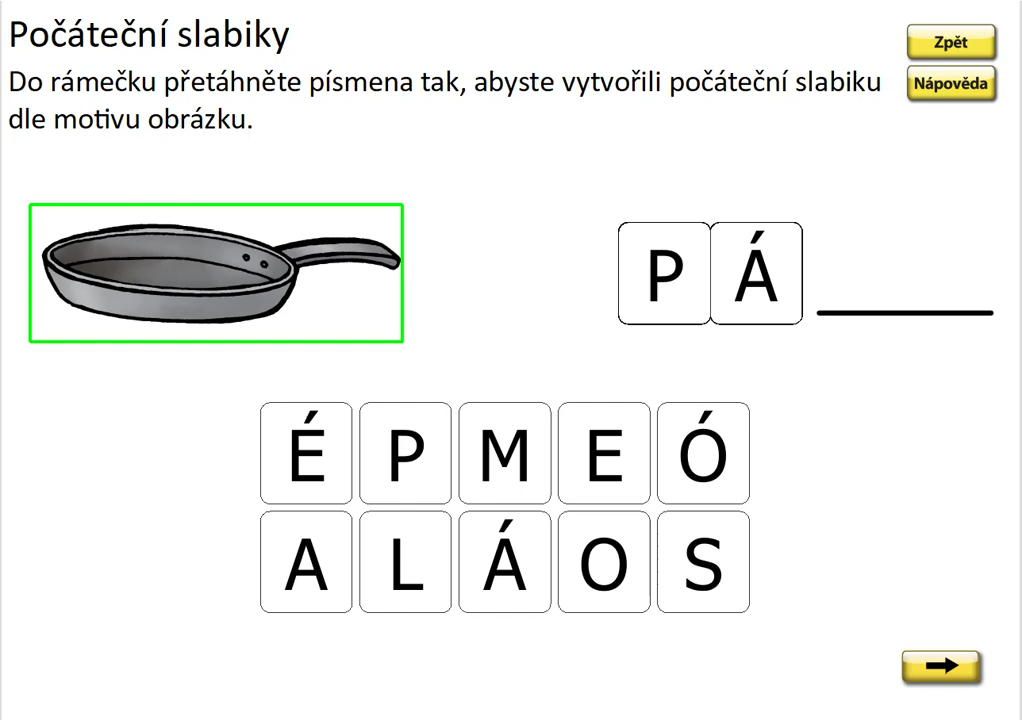 Počáteční slabiky
Zpět
Do rámečku přetáhněte písmena tak, abyste vytvořili počáteční slabiku
Nápověda
dle motivu obrázku.
P Á
É P M E Ó
A L Á O S